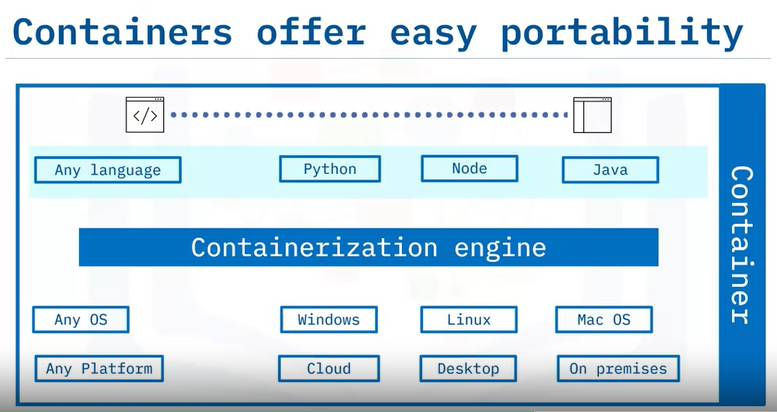 Containers offer easy portability
</>
Any language
Python
Node
Java
Containerization engine
Any OS
Windows
Linux
Mac OS
Any Platform
Cloud
Desktop
On premises
Container